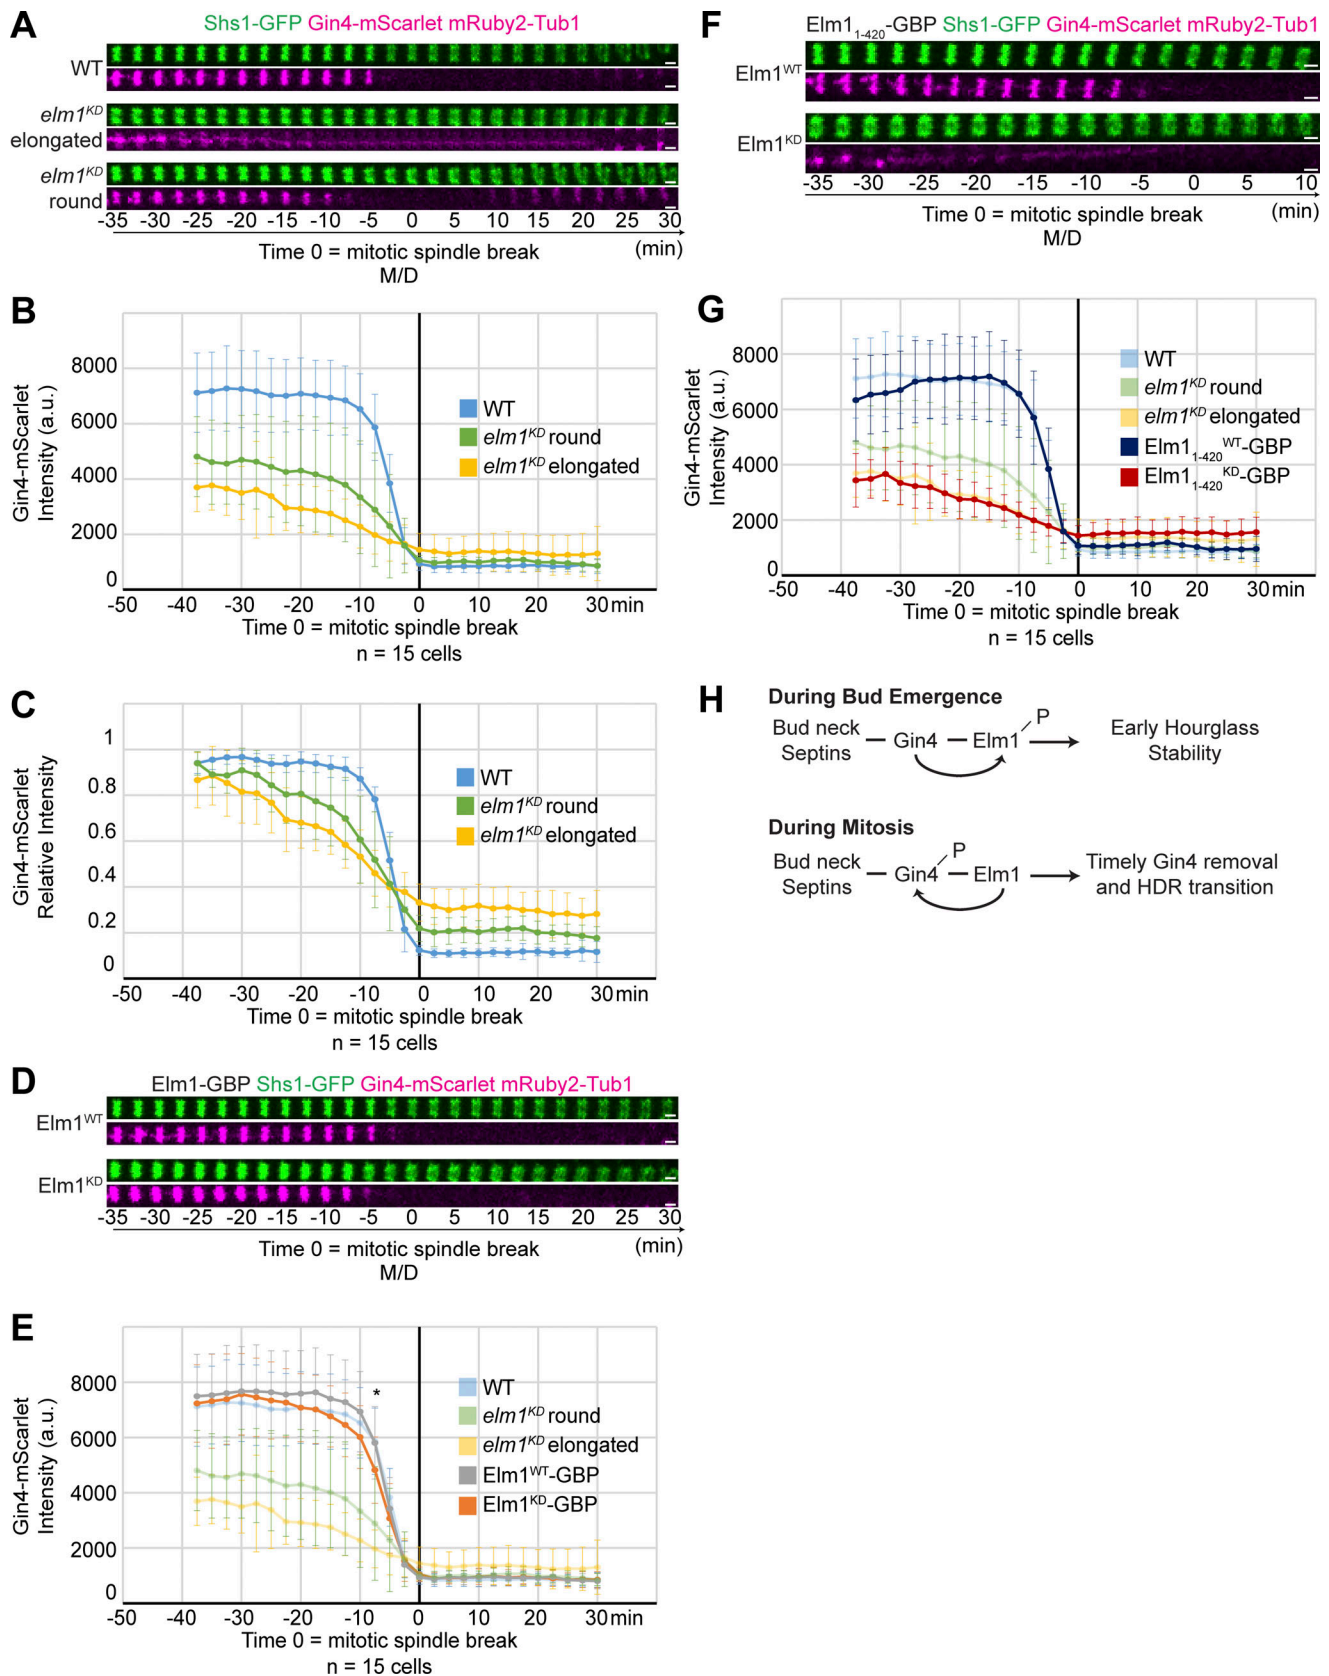 A
Shs1-GFP Gin4-mScarlet mRuby2-Tub1
WT
elm1KD
elongated
elm1KD
round
-35 -30 -25 -20 -15 -10 -5 0 5 10 15 20 25 30
(min)
Time 0 = mitotic spindle break
M/D
B
Gin4-mScarlet
Intensity (a.u.)
8000
6000
4000
2000
0
WT
elm1KD round
elm1KD elongated
-50 -40 -30 -20 -10 0 10 20 30min
Time 0 = mitotic spindle break
n = 15 cells
C
Gin4-mScarlet
Relative Intensity
1
0.8
0.6
0.4
0.2
0
WT
elm1KD round
elm1KD elongated
-50 -40 -30 -20 -10 0 10 20 30min
Time 0 = mitotic spindle break
n = 15 cells
D
Elm1-GBP Shs1-GFP Gin4-mScarlet mRuby2-Tub1
Elm1WT
Elm1KD
-35 -30 -25 -20 -15 -10 -5 0 5 10 15 20 25 30
(min)
Time 0 = mitotic spindle break
M/D
E
Gin4-mScarlet
Intensity (a.u.)
8000
6000
4000
2000
0
*
WT
elm1KD round
elm1KD elongated
Elm1WT-GBP
Elm1KD-GBP
-50 -40 -30 -20 -10 0 10 20 30min
Time 0 = mitotic spindle break
n = 15 cells
F
Elm11-420-GBP Shs1-GFP Gin4-mScarlet mRuby2-Tub1
Elm1WT
Elm1KD
-35 -30 -25 -20 -15 -10 -5 0 5 10
(min)
Time 0 = mitotic spindle break
M/D
G
Gin4-mScarlet
Intensity (a.u.)
8000
6000
4000
2000
0
WT
elm1KD round
elm1KD elongated
Elm11-420WT-GBP
Elm11-420KD-GBP
-50 -40 -30 -20 -10 0 10 20 30min
Time 0 = mitotic spindle break
n = 15 cells
H
During Bud Emergence
P
Bud neck
Septins
Gin4
Elm1
Early Hourglass
Stability
During Mitosis
P
Bud neck
Septins
Gin4
Elm1
Timely Gin4 removal
and HDR transition